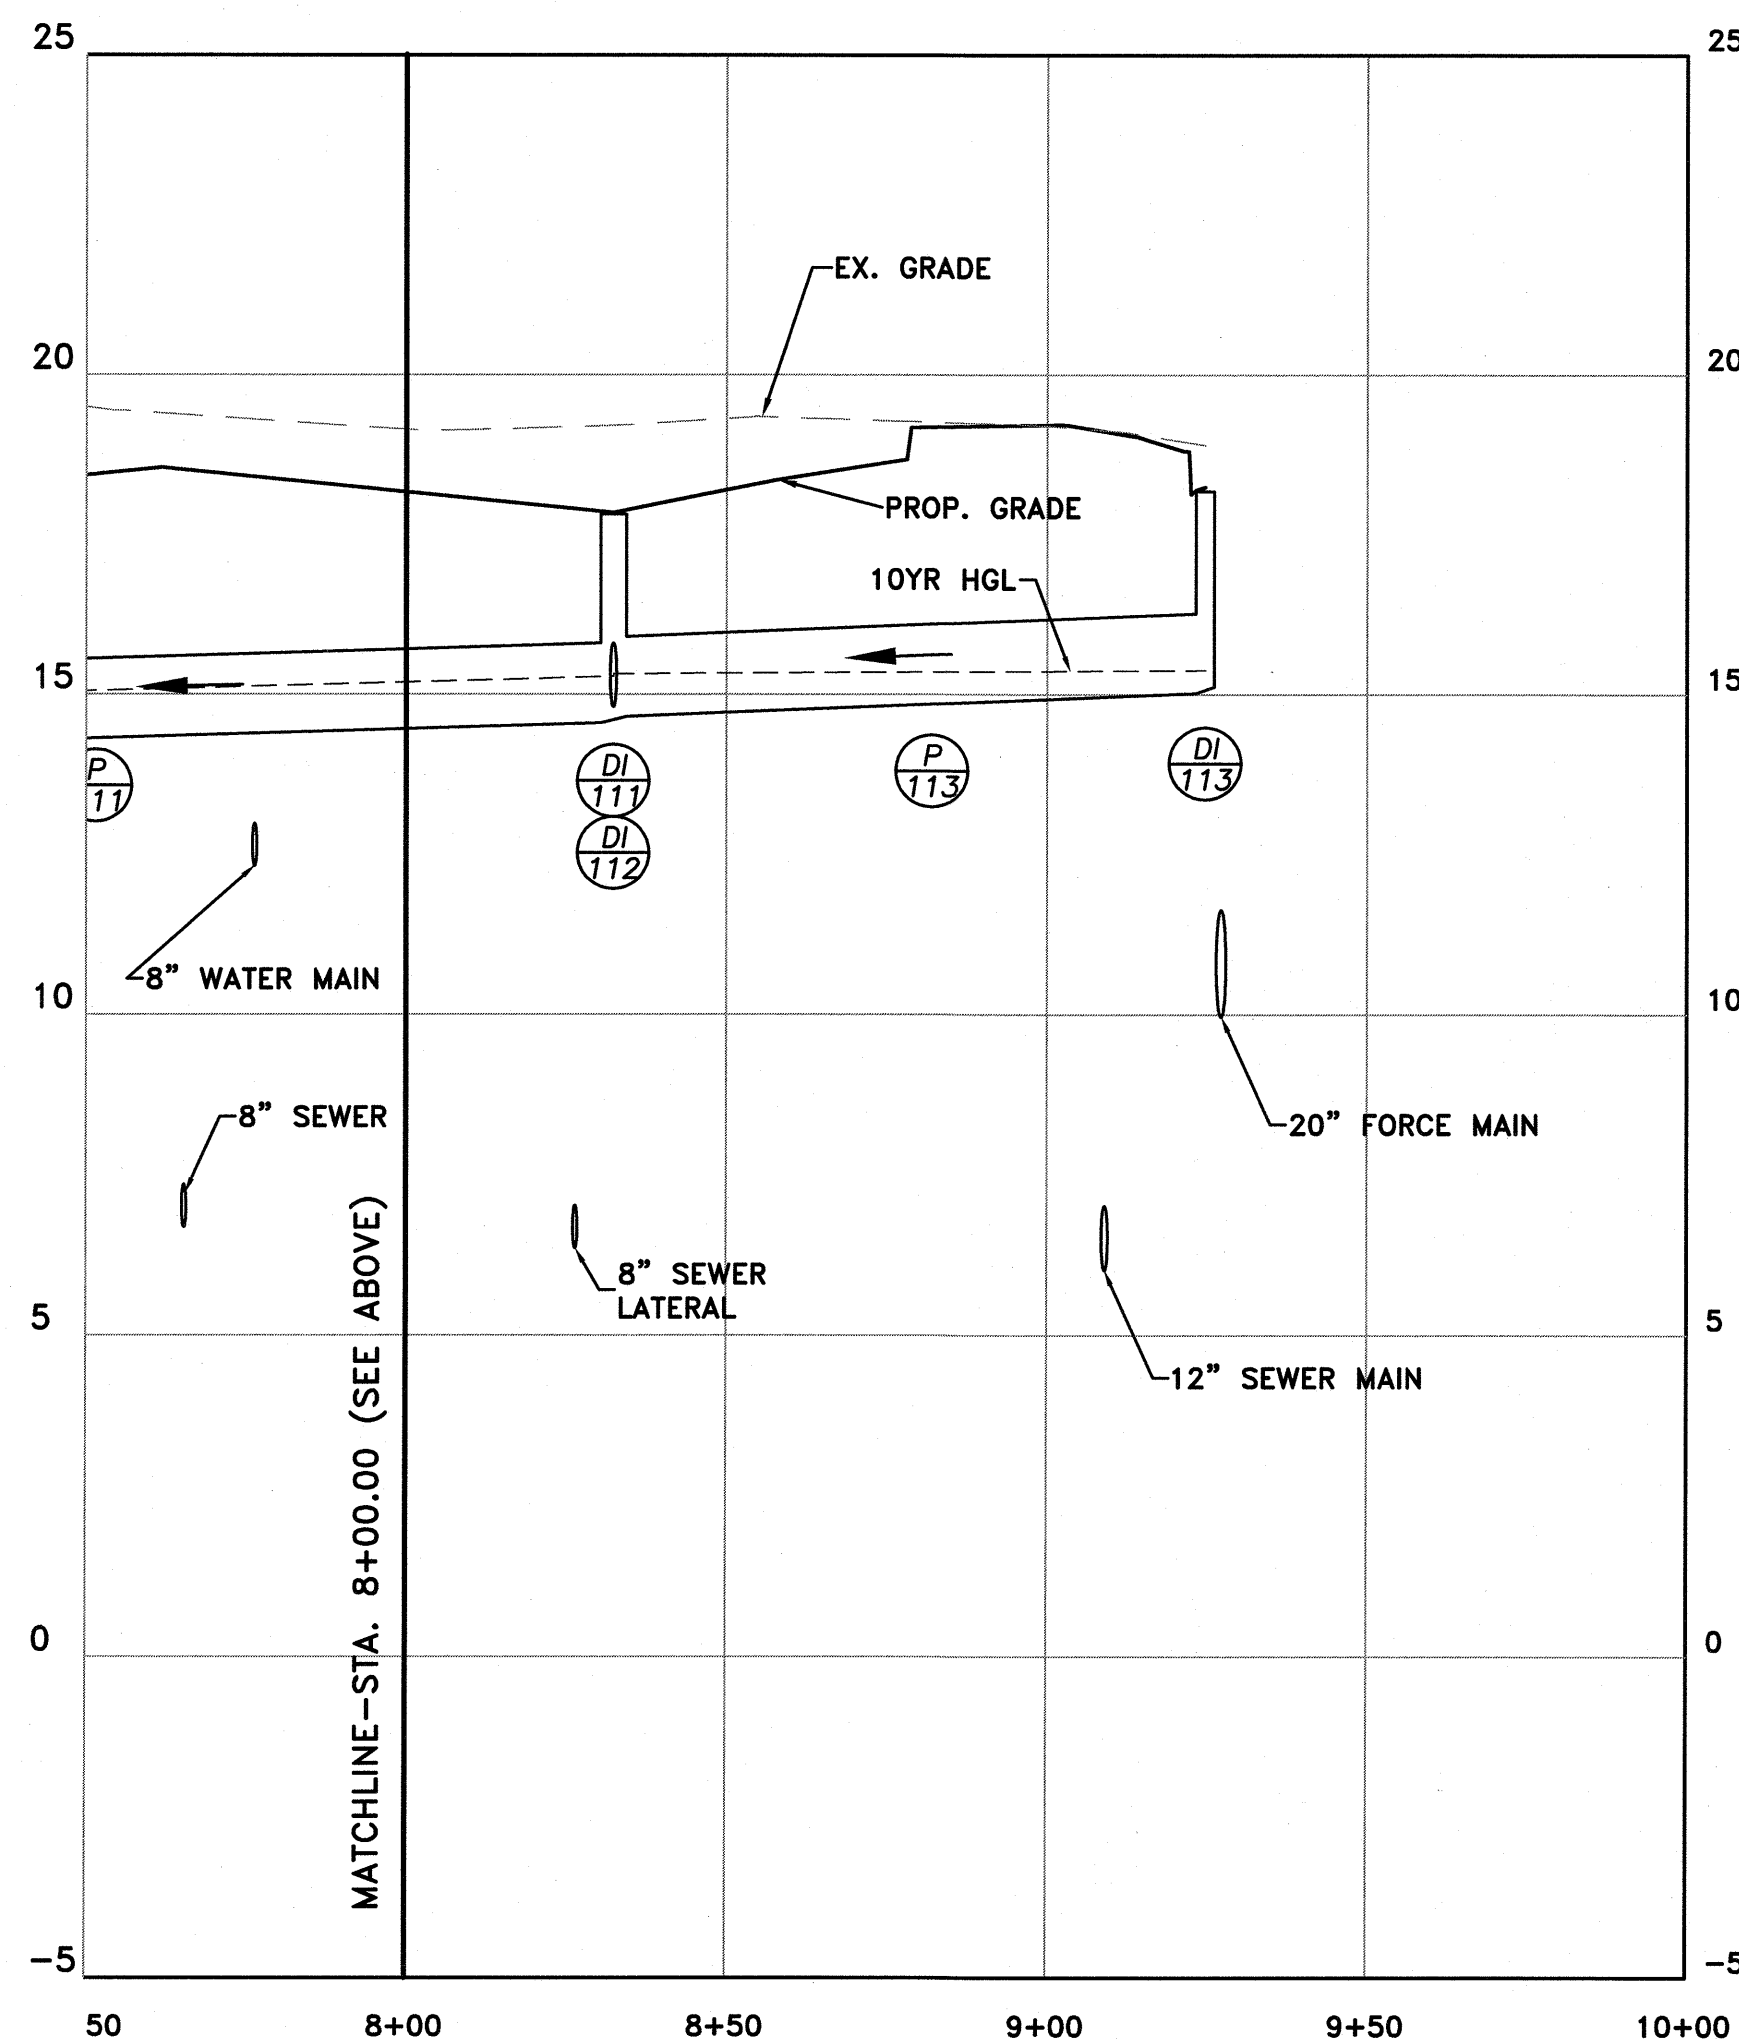 25
25
EX. GRADE
20
20
PROP. GRADE
10YR HGL
15
15
P
11
DI
111
DI
112
P
113
DI
113
8” WATER MAIN
10
10
8” SEWER
20” FORCE MAIN
8” SEWER
LATERAL
5
5
12” SEWER MAIN
MATCHLINE-STA. 8+00.00 (SEE ABOVE)
0
0
-5
-5
50
8+00
8+50
9+00
9+50
10+00